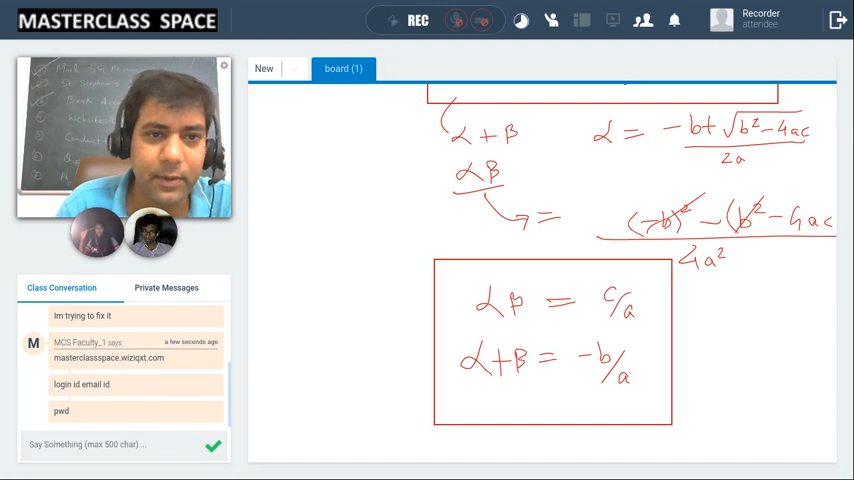 MASTERCLASS SPACE
REC
Recorder
attendee
New
board (1)
Class Conversation
Private Messages
Im trying to fix it
M
MCS Faculty_1 says:
a few seconds ago
masterclassspace.wiziqxt.com
login id email id
pwd
Say Something (max 500 char) ...
α + β
α = -b+√b²-4ac
2a
αβ
= (-b)² - (b² - 4ac
4a²
αβ = c/a
α+β = -b/a